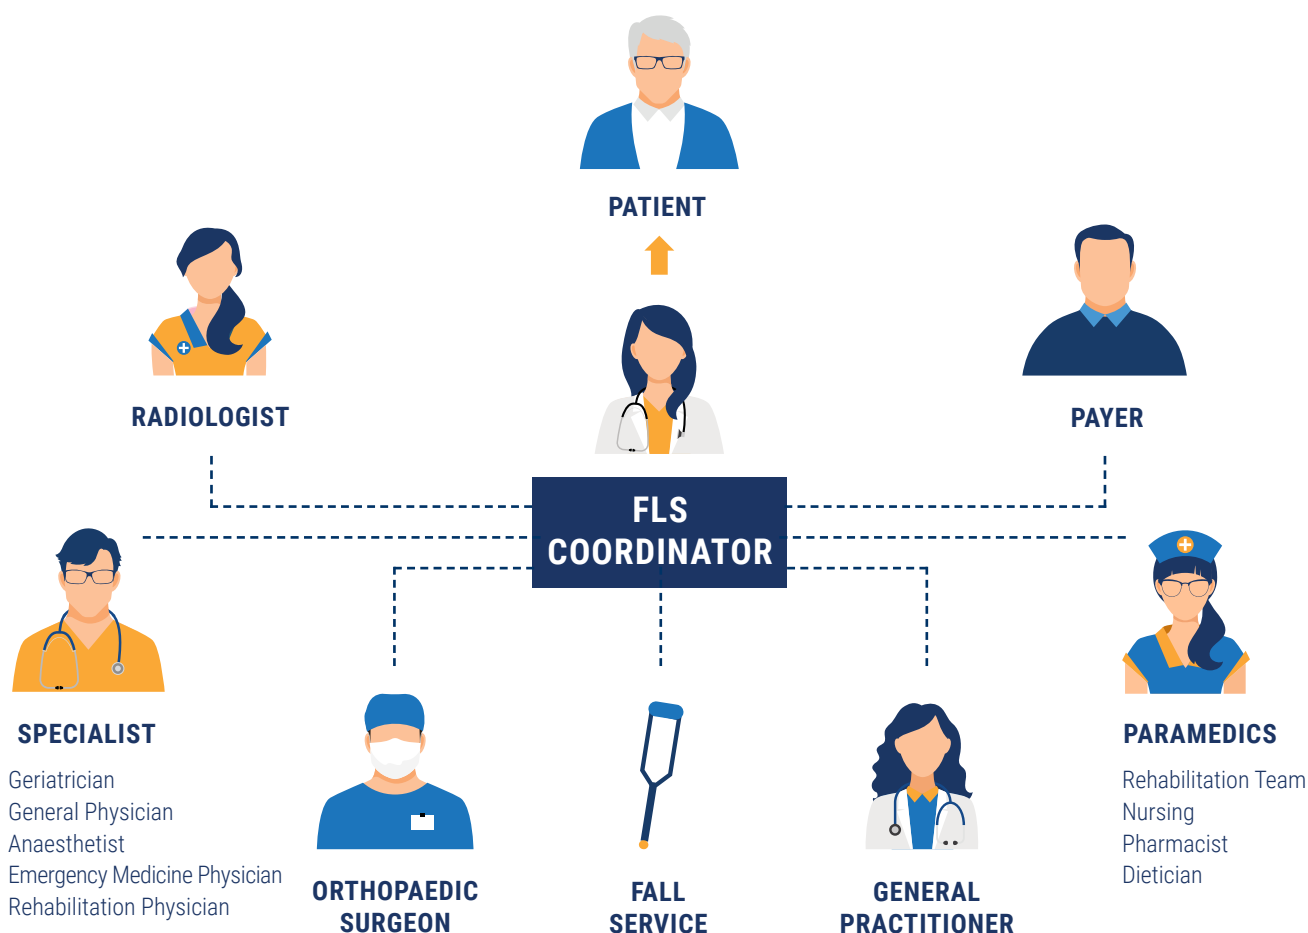 PATIENT
RADIOLOGIST
PAYER
FLS
COORDINATOR
SPECIALIST
Geriatrician
General Physician
Anaesthetist
Emergency Medicine Physician
Rehabilitation Physician
ORTHOPAEDIC
SURGEON
FALL
SERVICE
GENERAL
PRACTITIONER
PARAMEDICS
Rehabilitation Team
Nursing
Pharmacist
Dietician